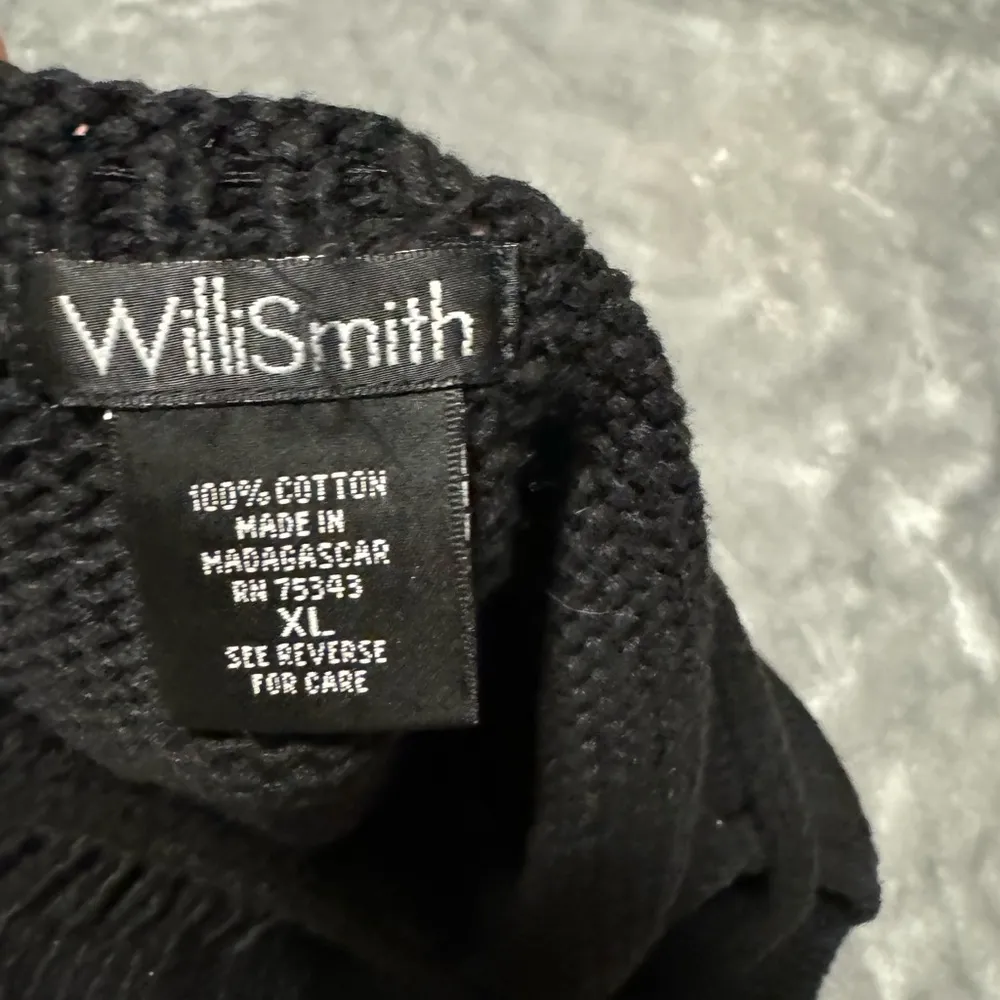 WilliSmith
100% COTTON
MADE IN
MADAGASCAR
RN 75343
XL
SEE REVERSE
FOR CARE